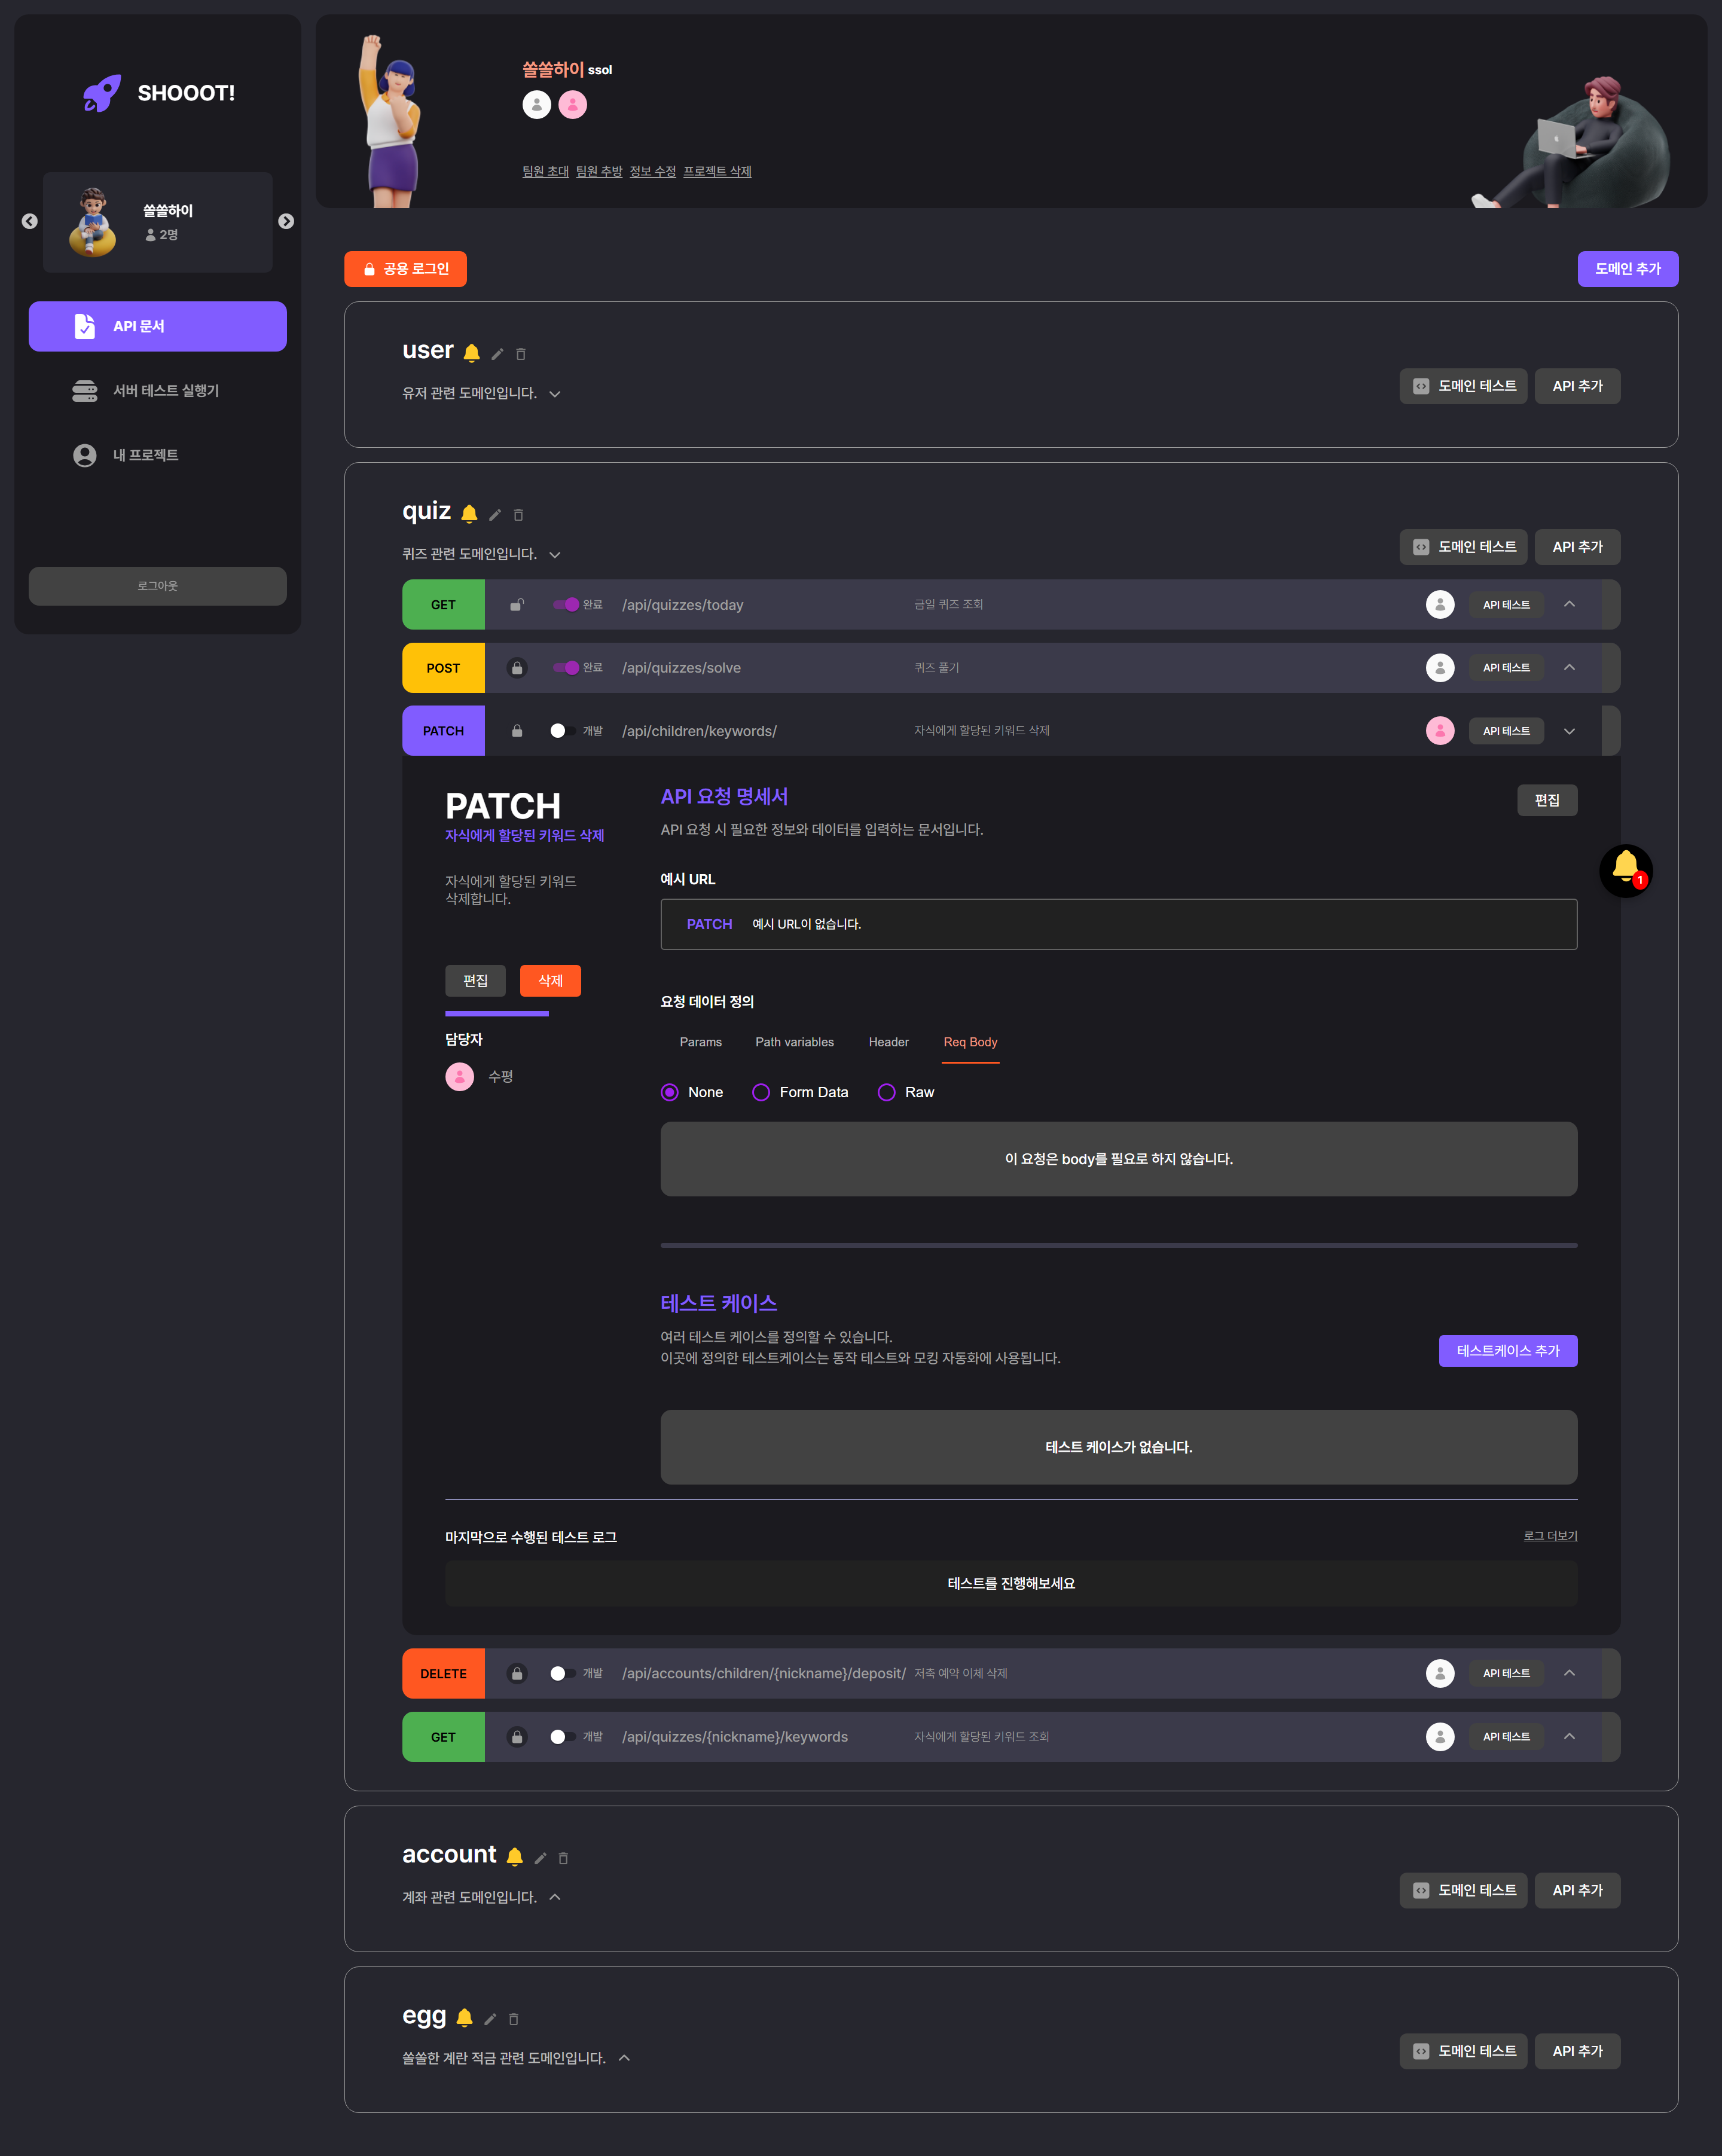 SHOOOT!
쏠쏠하이
2명
API 문서
서버 테스트 실행기
내 프로젝트
로그아웃
쏠쏠하이 ssol
팀원 초대 팀원 추방 정보 수정 프로젝트 삭제
공용 로그인
도메인 추가
user
유저 관련 도메인입니다.
도메인 테스트
API 추가
quiz
퀴즈 관련 도메인입니다.
도메인 테스트
API 추가
GET 완료 /api/quizzes/today 금일 퀴즈 조회 API 테스트
POST 완료 /api/quizzes/solve 퀴즈 풀기 API 테스트
PATCH 개발 /api/children/keywords/ 자식에게 할당된 키워드 삭제 API 테스트
PATCH
자식에게 할당된 키워드 삭제
자식에게 할당된 키워드
삭제합니다.
편집 삭제
담당자
수평
API 요청 명세서
편집
API 요청 시 필요한 정보와 데이터를 입력하는 문서입니다.
예시 URL
PATCH 예시 URL이 없습니다.
1
요청 데이터 정의
Params Path variables Header Req Body
None Form Data Raw
이 요청은 body를 필요로 하지 않습니다.
테스트 케이스
여러 테스트 케이스를 정의할 수 있습니다.
이곳에 정의한 테스트케이스는 동작 테스트와 모킹 자동화에 사용됩니다.
테스트케이스 추가
테스트 케이스가 없습니다.
마지막으로 수행된 테스트 로그
로그 더보기
테스트를 진행해보세요
DELETE 개발 /api/accounts/children/{nickname}/deposit/ 저축 예약 이체 삭제 API 테스트
GET 개발 /api/quizzes/{nickname}/keywords 자식에게 할당된 키워드 조회 API 테스트
account
계좌 관련 도메인입니다.
도메인 테스트
API 추가
egg
쏠쏠한 계란 적금 관련 도메인입니다.
도메인 테스트
API 추가